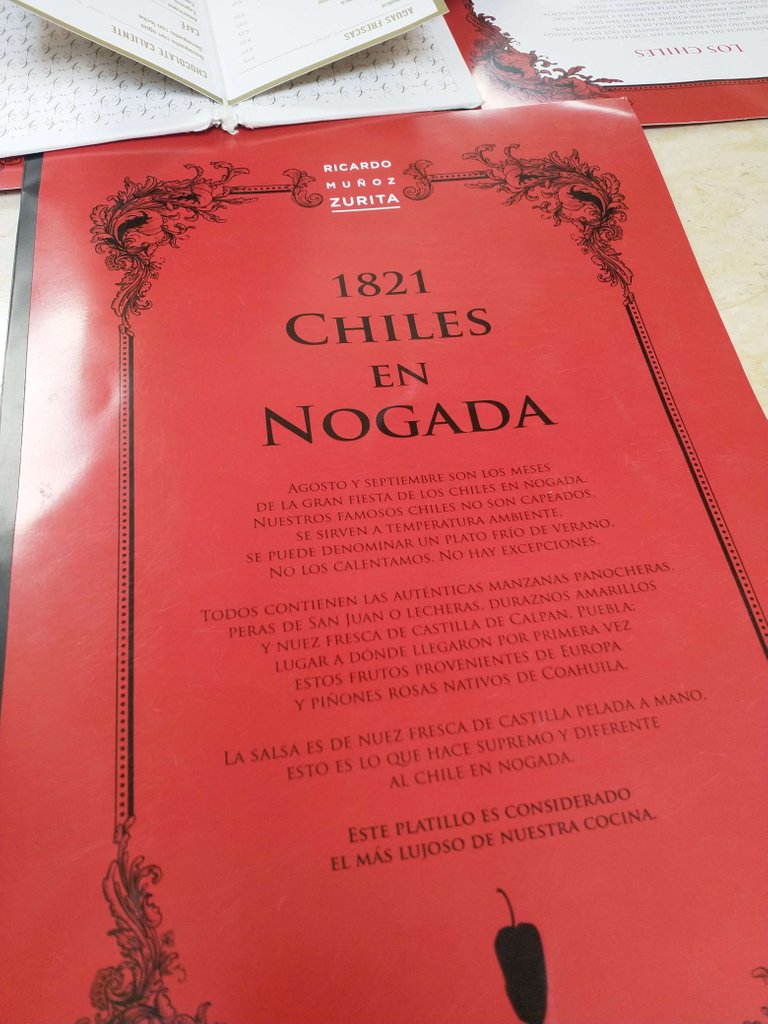 AGUAS FRESCAS
CHOCOLATE CALIENTE
CAFÉ
LOS CHILES
RICARDO
MUÑOZ
ZURITA
1821
CHILES
EN
NOGADA
AGOSTO Y SEPTIEMBRE SON LOS MESES
DE LA GRAN FIESTA DE LOS CHILES EN NOGADA.
NUESTROS FAMOSOS CHILES NO SON CAPEADOS.
SE SIRVEN A TEMPERATURA AMBIENTE,
SE PUEDE DENOMINAR UN PLATO FRÍO DE VERANO.
NO LOS CALENTAMOS. NO HAY EXCEPCIONES.
TODOS CONTIENEN LAS AUTÉNTICAS MANZANAS PANOCHERAS,
PERAS DE SAN JUAN O LECHERAS, DURAZNOS AMARILLOS
Y NUEZ FRESCA DE CASTILLA DE CALPAN, PUEBLA;
LUGAR A DÓNDE LLEGARON POR PRIMERA VEZ
ESTOS FRUTOS PROVENIENTES DE EUROPA
Y PIÑONES ROSAS NATIVOS DE COAHUILA.
LA SALSA ES DE NUEZ FRESCA DE CASTILLA PELADA A MANO,
ESTO ES LO QUE HACE SUPREMO Y DIFERENTE
AL CHILE EN NOGADA.
ESTE PLATILLO ES CONSIDERADO
EL MÁS LUJOSO DE NUESTRA COCINA.